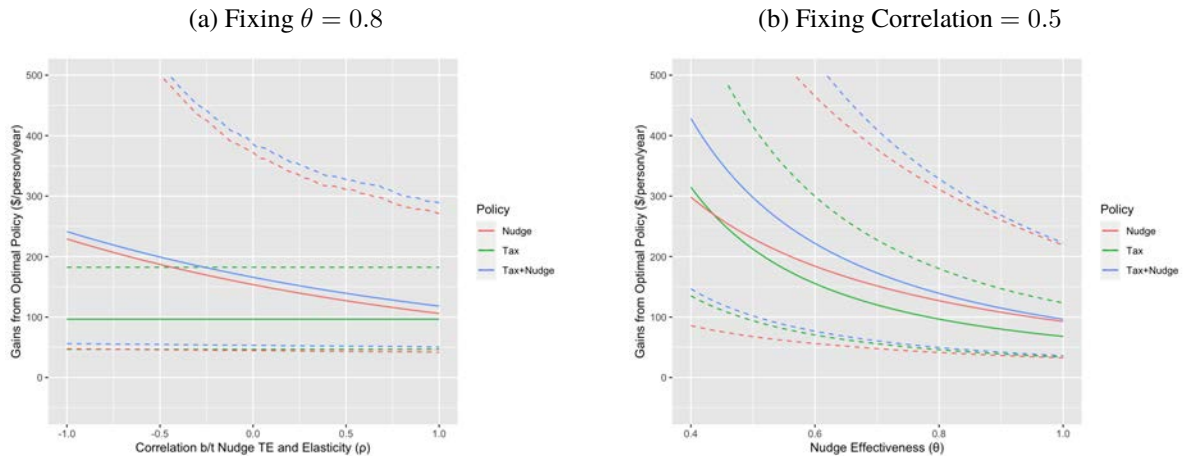 (a) Fixing θ = 0.8
500
400
300
200
100
0
Gains from Optimal Policy ($/person/year)
-1.0
-0.5
0.0
0.5
1.0
Correlation b/t Nudge TE and Elasticity (ρ)
Policy
Nudge
Tax
Tax+Nudge
(b) Fixing Correlation = 0.5
500
400
300
200
100
0
Gains from Optimal Policy ($/person/year)
0.4
0.6
0.8
1.0
Nudge Effectiveness (θ)
Policy
Nudge
Tax
Tax+Nudge